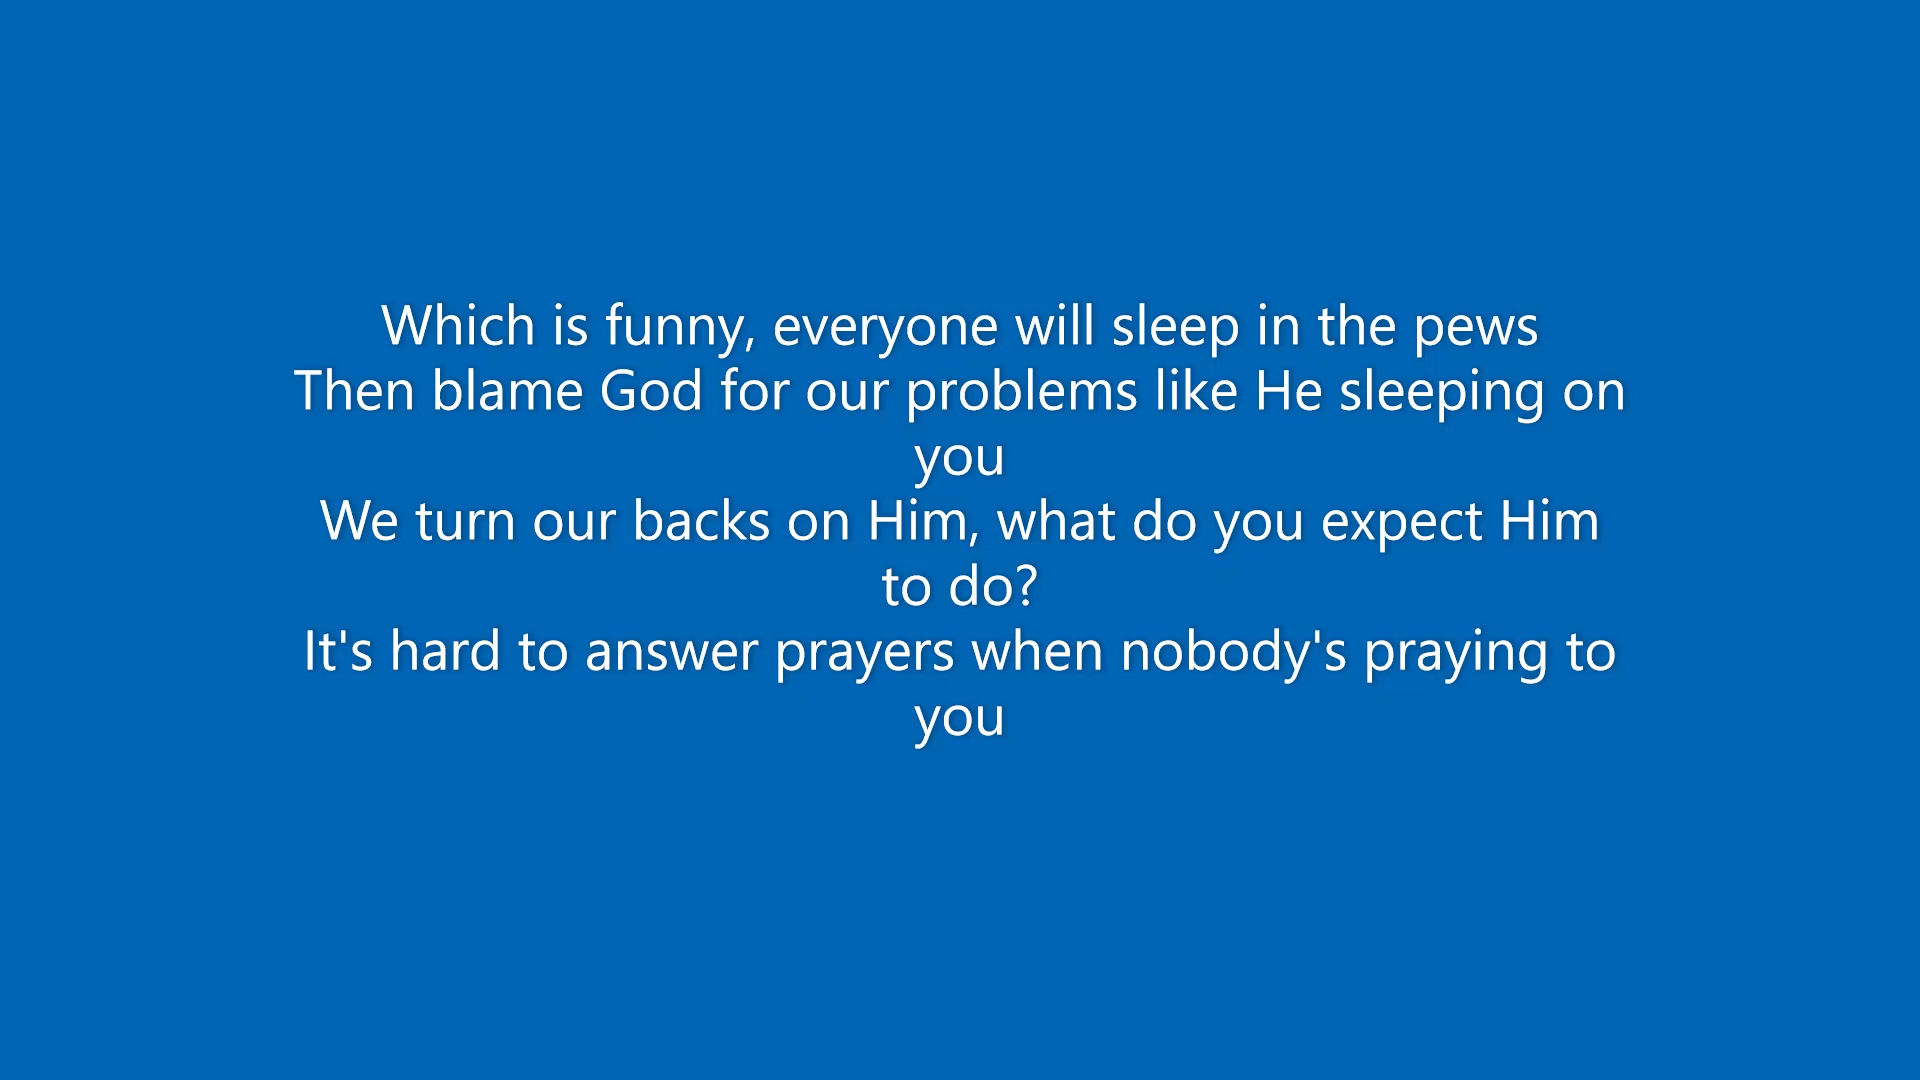 Which is funny, everyone will sleep in the pews
Then blame God for our problems like He sleeping on
you
We turn our backs on Him, what do you expect Him
to do?
It's hard to answer prayers when nobody's praying to
you